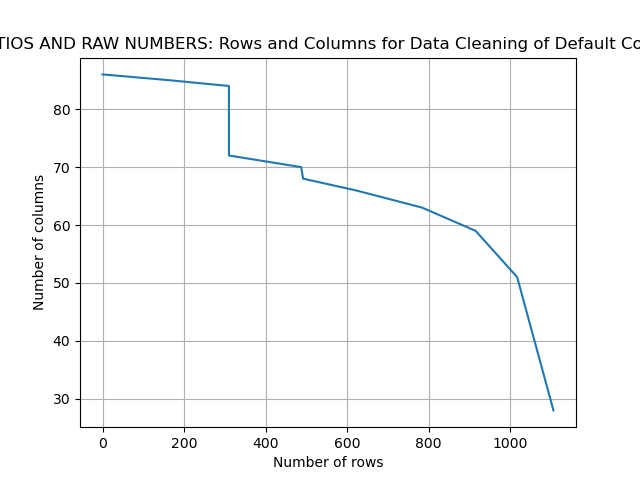 TIOS AND RAW NUMBERS: Rows and Columns for Data Cleaning of Default Co
80
70
60
50
40
30
Number of columns
0 200 400 600 800 1000
Number of rows